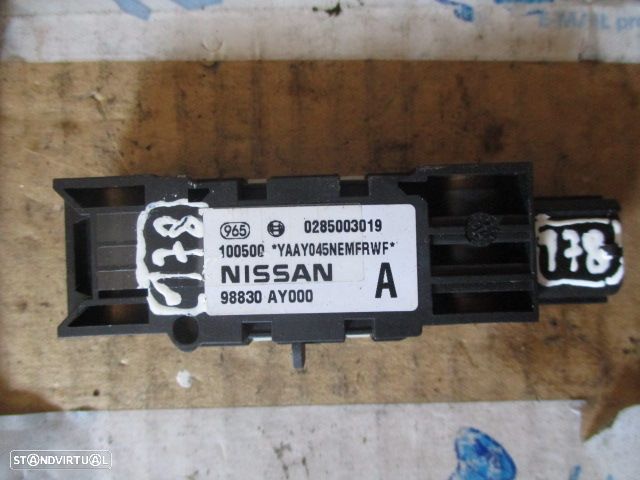 965 0285003019
100500 *YAAY045NEMFRWF*
NISSAN
98830 AY000 A
178
178
STANDVIRTUAL